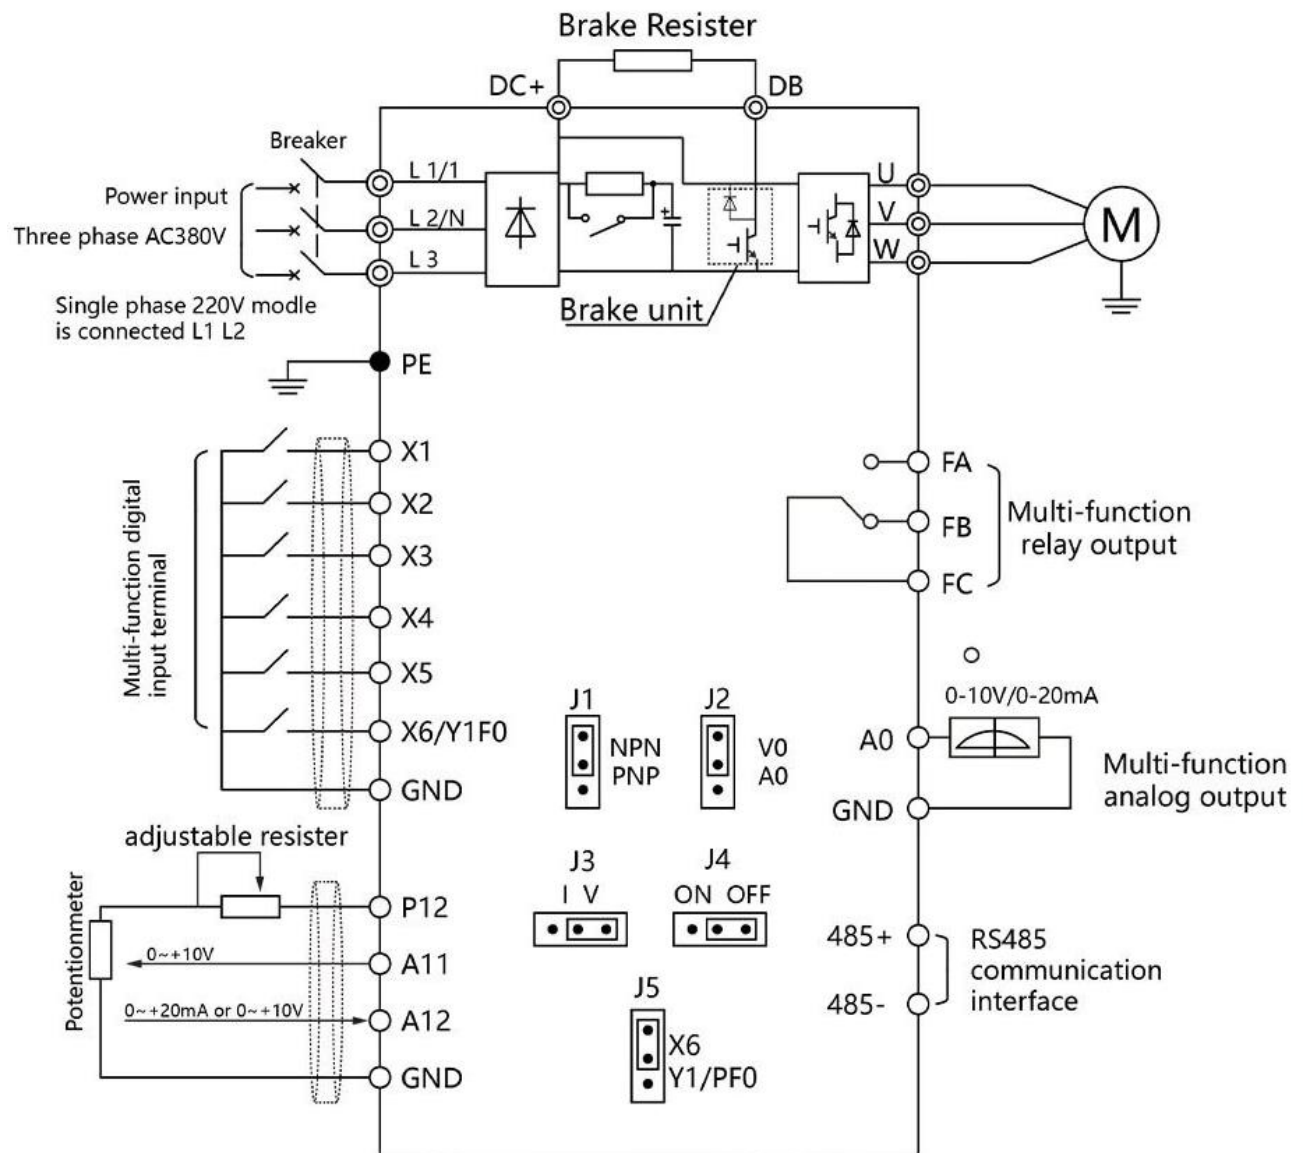 Brake Resister
DC+
DB
Breaker
L 1/1
U
Power input
L 2/N
V
M
Three phase AC380V
W
L 3
+
Single phase 220V modle
is connected L1 L2
Brake unit
PE
X1
FA
X2
Multi-function digital
input terminal
FB
Multi-function
relay output
X3
FC
X4
X5
J1
J2
0-10V/0-20mA
X6/Y1F0
NPN
PNP
V0
A0
A0
GND
GND
Multi-function
analog output
adjustable resister
J3
J4
I V
ON OFF
P12
Potentionmeter
0~+10V
A11
485+
RS485
communication
interface
485-
0~+20mA or 0~+10V
A12
J5
X6
Y1/PF0
GND